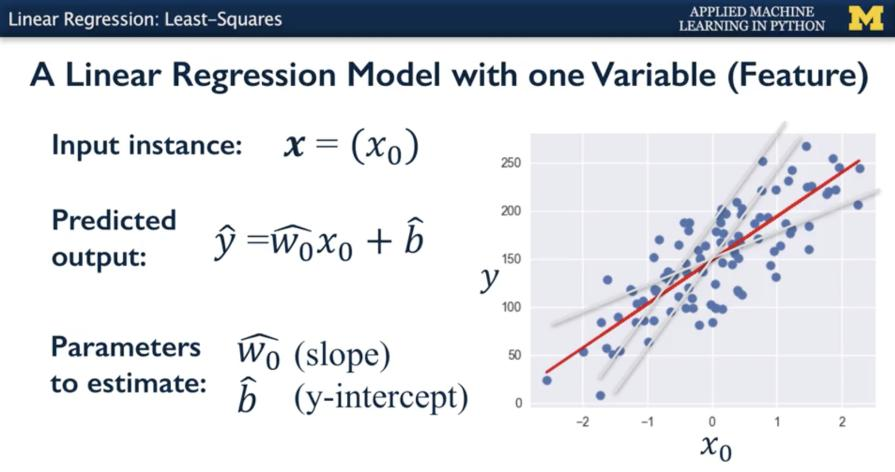 Linear Regression: Least-Squares
APPLIED MACHINE
LEARNING IN PYTHON
M
A Linear Regression Model with one Variable (Feature)
Input instance: 𝒙 = (x₀)
Predicted
output: ŷ = ŵ₀x₀ + b̂
Parameters
to estimate:
ŵ₀ (slope)
b̂ (y-intercept)
250
200
150
100
50
0
y
−2 −1 0 1 2
x₀